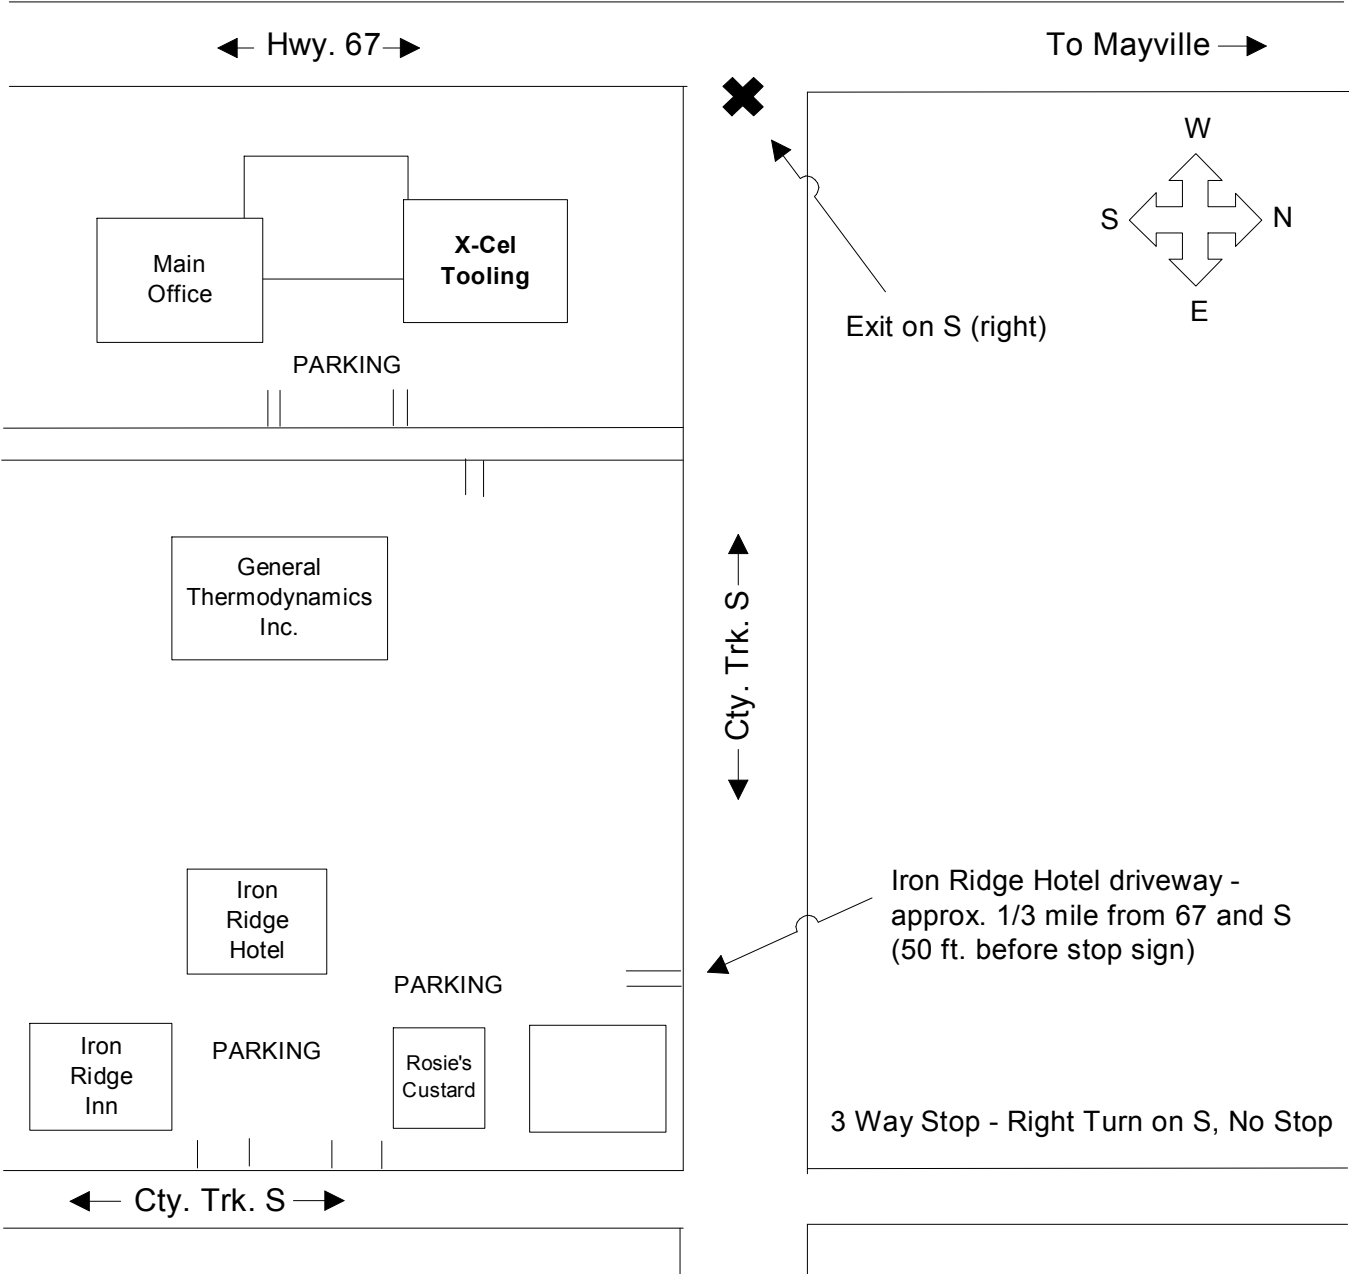 Hwy. 67
To Mayville
W
S
N
E
Main
Office
X-Cel
Tooling
Exit on S (right)
PARKING
General
Thermodynamics
Inc.
Cty. Trk. S
Iron
Ridge
Hotel
Iron Ridge Hotel driveway -
approx. 1/3 mile from 67 and S
(50 ft. before stop sign)
PARKING
Iron
Ridge
Inn
PARKING
Rosie's
Custard
3 Way Stop - Right Turn on S, No Stop
Cty. Trk. S